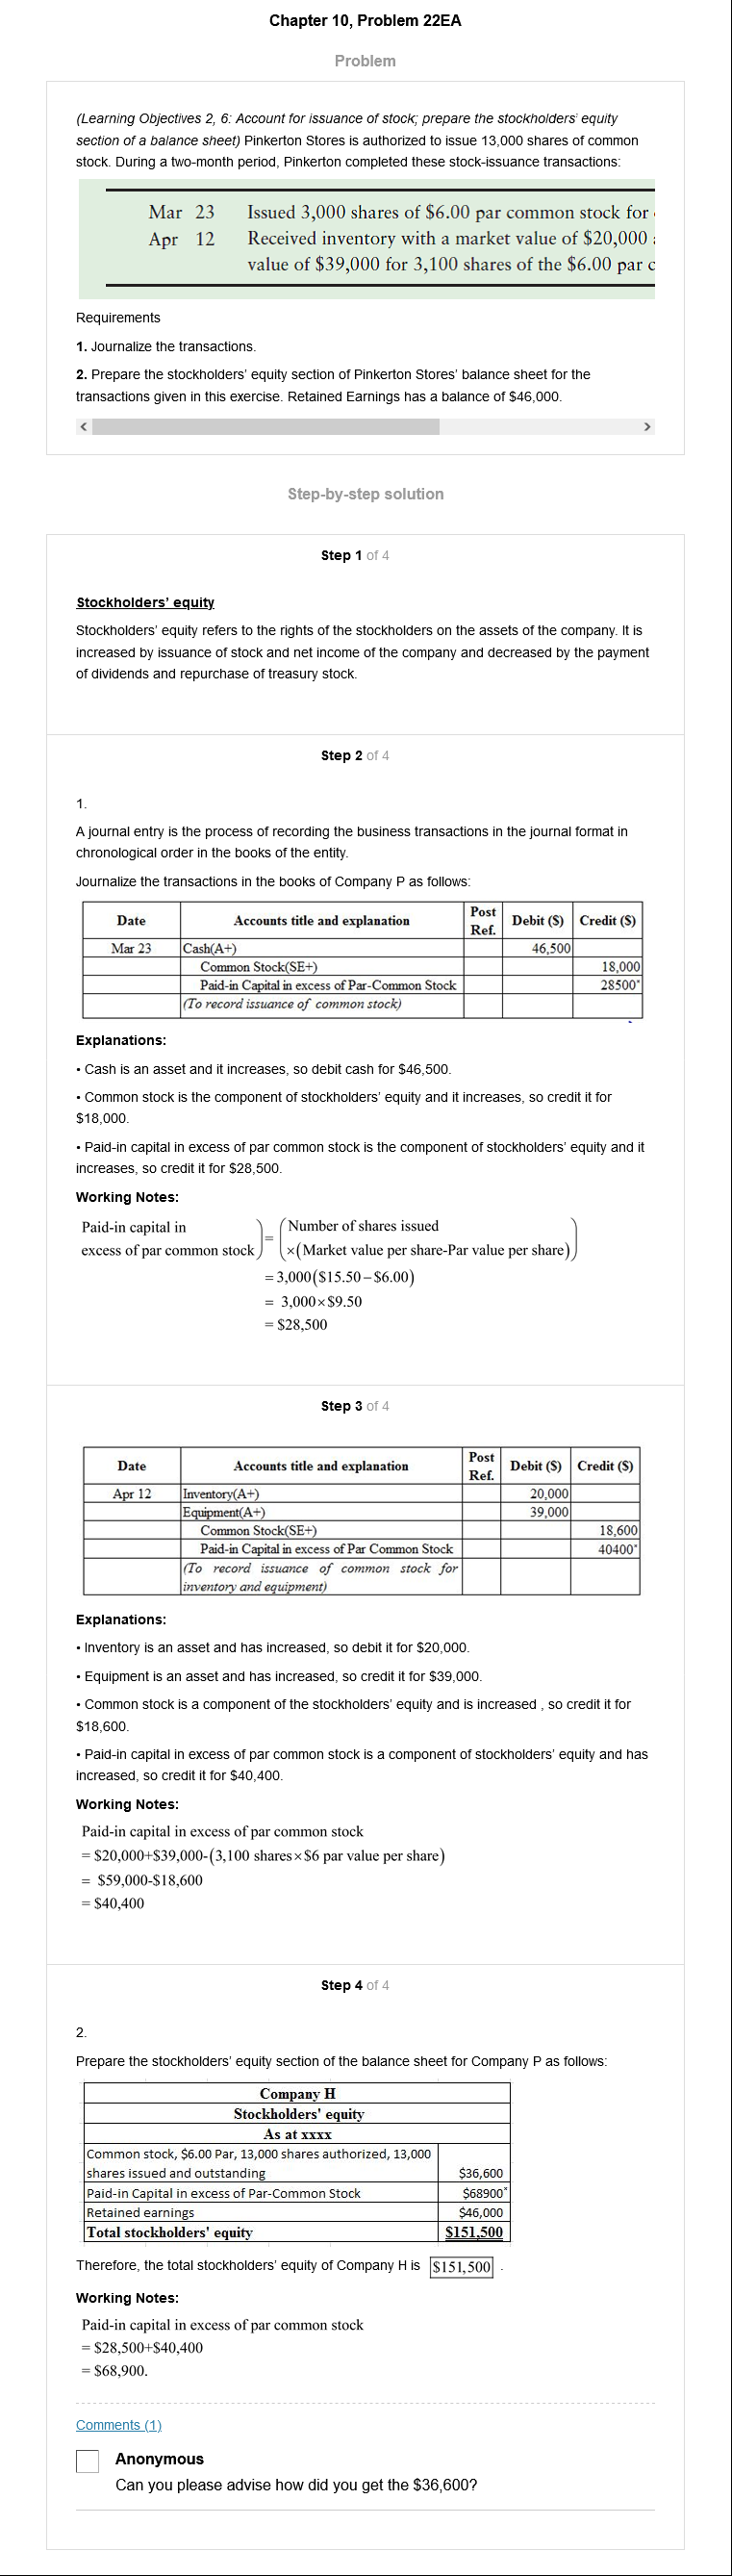 Chapter 10, Problem 22EA
Problem
(Learning Objectives 2, 6: Account for issuance of stock; prepare the stockholders' equity
section of a balance sheet) Pinkerton Stores is authorized to issue 13,000 shares of common
stock. During a two-month period, Pinkerton completed these stock-issuance transactions:
Mar 23 Issued 3,000 shares of $6.00 par common stock for
Apr 12 Received inventory with a market value of $20,000
value of $39,000 for 3,100 shares of the $6.00 par
Requirements
1. Journalize the transactions.
2. Prepare the stockholders' equity section of Pinkerton Stores' balance sheet for the
transactions given in this exercise. Retained Earnings has a balance of $46,000.
Step-by-step solution
Step 1 of 4
Stockholders' equity
Stockholders' equity refers to the rights of the stockholders on the assets of the company. It is
increased by issuance of stock and net income of the company and decreased by the payment
of dividends and repurchase of treasury stock.
Step 2 of 4
1.
A journal entry is the process of recording the business transactions in the journal format in
chronological order in the books of the entity.
Journalize the transactions in the books of Company P as follows:
Date Accounts title and explanation Post Ref. Debit ($) Credit ($)
Mar 23 Cash(A+) 46,500
Common Stock(SE+) 18,000
Paid-in Capital in excess of Par-Common Stock 28500*
(To record issuance of common stock)
Explanations:
• Cash is an asset and it increases, so debit cash for $46,500.
• Common stock is the component of stockholders' equity and it increases, so credit it for
$18,000.
• Paid-in capital in excess of par common stock is the component of stockholders' equity and it
increases, so credit it for $28,500.
Working Notes:
Paid-in capital in
excess of par common stock) = (Number of shares issued
×(Market value per share-Par value per share))
= 3,000($15.50 – $6.00)
= 3,000×$9.50
= $28,500
Step 3 of 4
Date Accounts title and explanation Post Ref. Debit ($) Credit ($)
Apr 12 Inventory(A+) 20,000
Equipment(A+) 39,000
Common Stock(SE+) 18,600
Paid-in Capital in excess of Par Common Stock 40400*
(To record issuance of common stock for
inventory and equipment)
Explanations:
• Inventory is an asset and has increased, so debit it for $20,000.
• Equipment is an asset and has increased, so credit it for $39,000.
• Common stock is a component of the stockholders' equity and is increased , so credit it for
$18,600.
• Paid-in capital in excess of par common stock is a component of stockholders' equity and has
increased, so credit it for $40,400.
Working Notes:
Paid-in capital in excess of par common stock
= $20,000+$39,000-(3,100 shares×$6 par value per share)
= $59,000-$18,600
= $40,400
Step 4 of 4
2.
Prepare the stockholders' equity section of the balance sheet for Company P as follows:
Company H
Stockholders' equity
As at xxxx
Common stock, $6.00 Par, 13,000 shares authorized, 13,000
shares issued and outstanding $36,600
Paid-in Capital in excess of Par-Common Stock $68900*
Retained earnings $46,000
Total stockholders' equity $151,500
Therefore, the total stockholders' equity of Company H is $151,500 .
Working Notes:
Paid-in capital in excess of par common stock
= $28,500+$40,400
= $68,900.
Comments (1)
Anonymous
Can you please advise how did you get the $36,600?